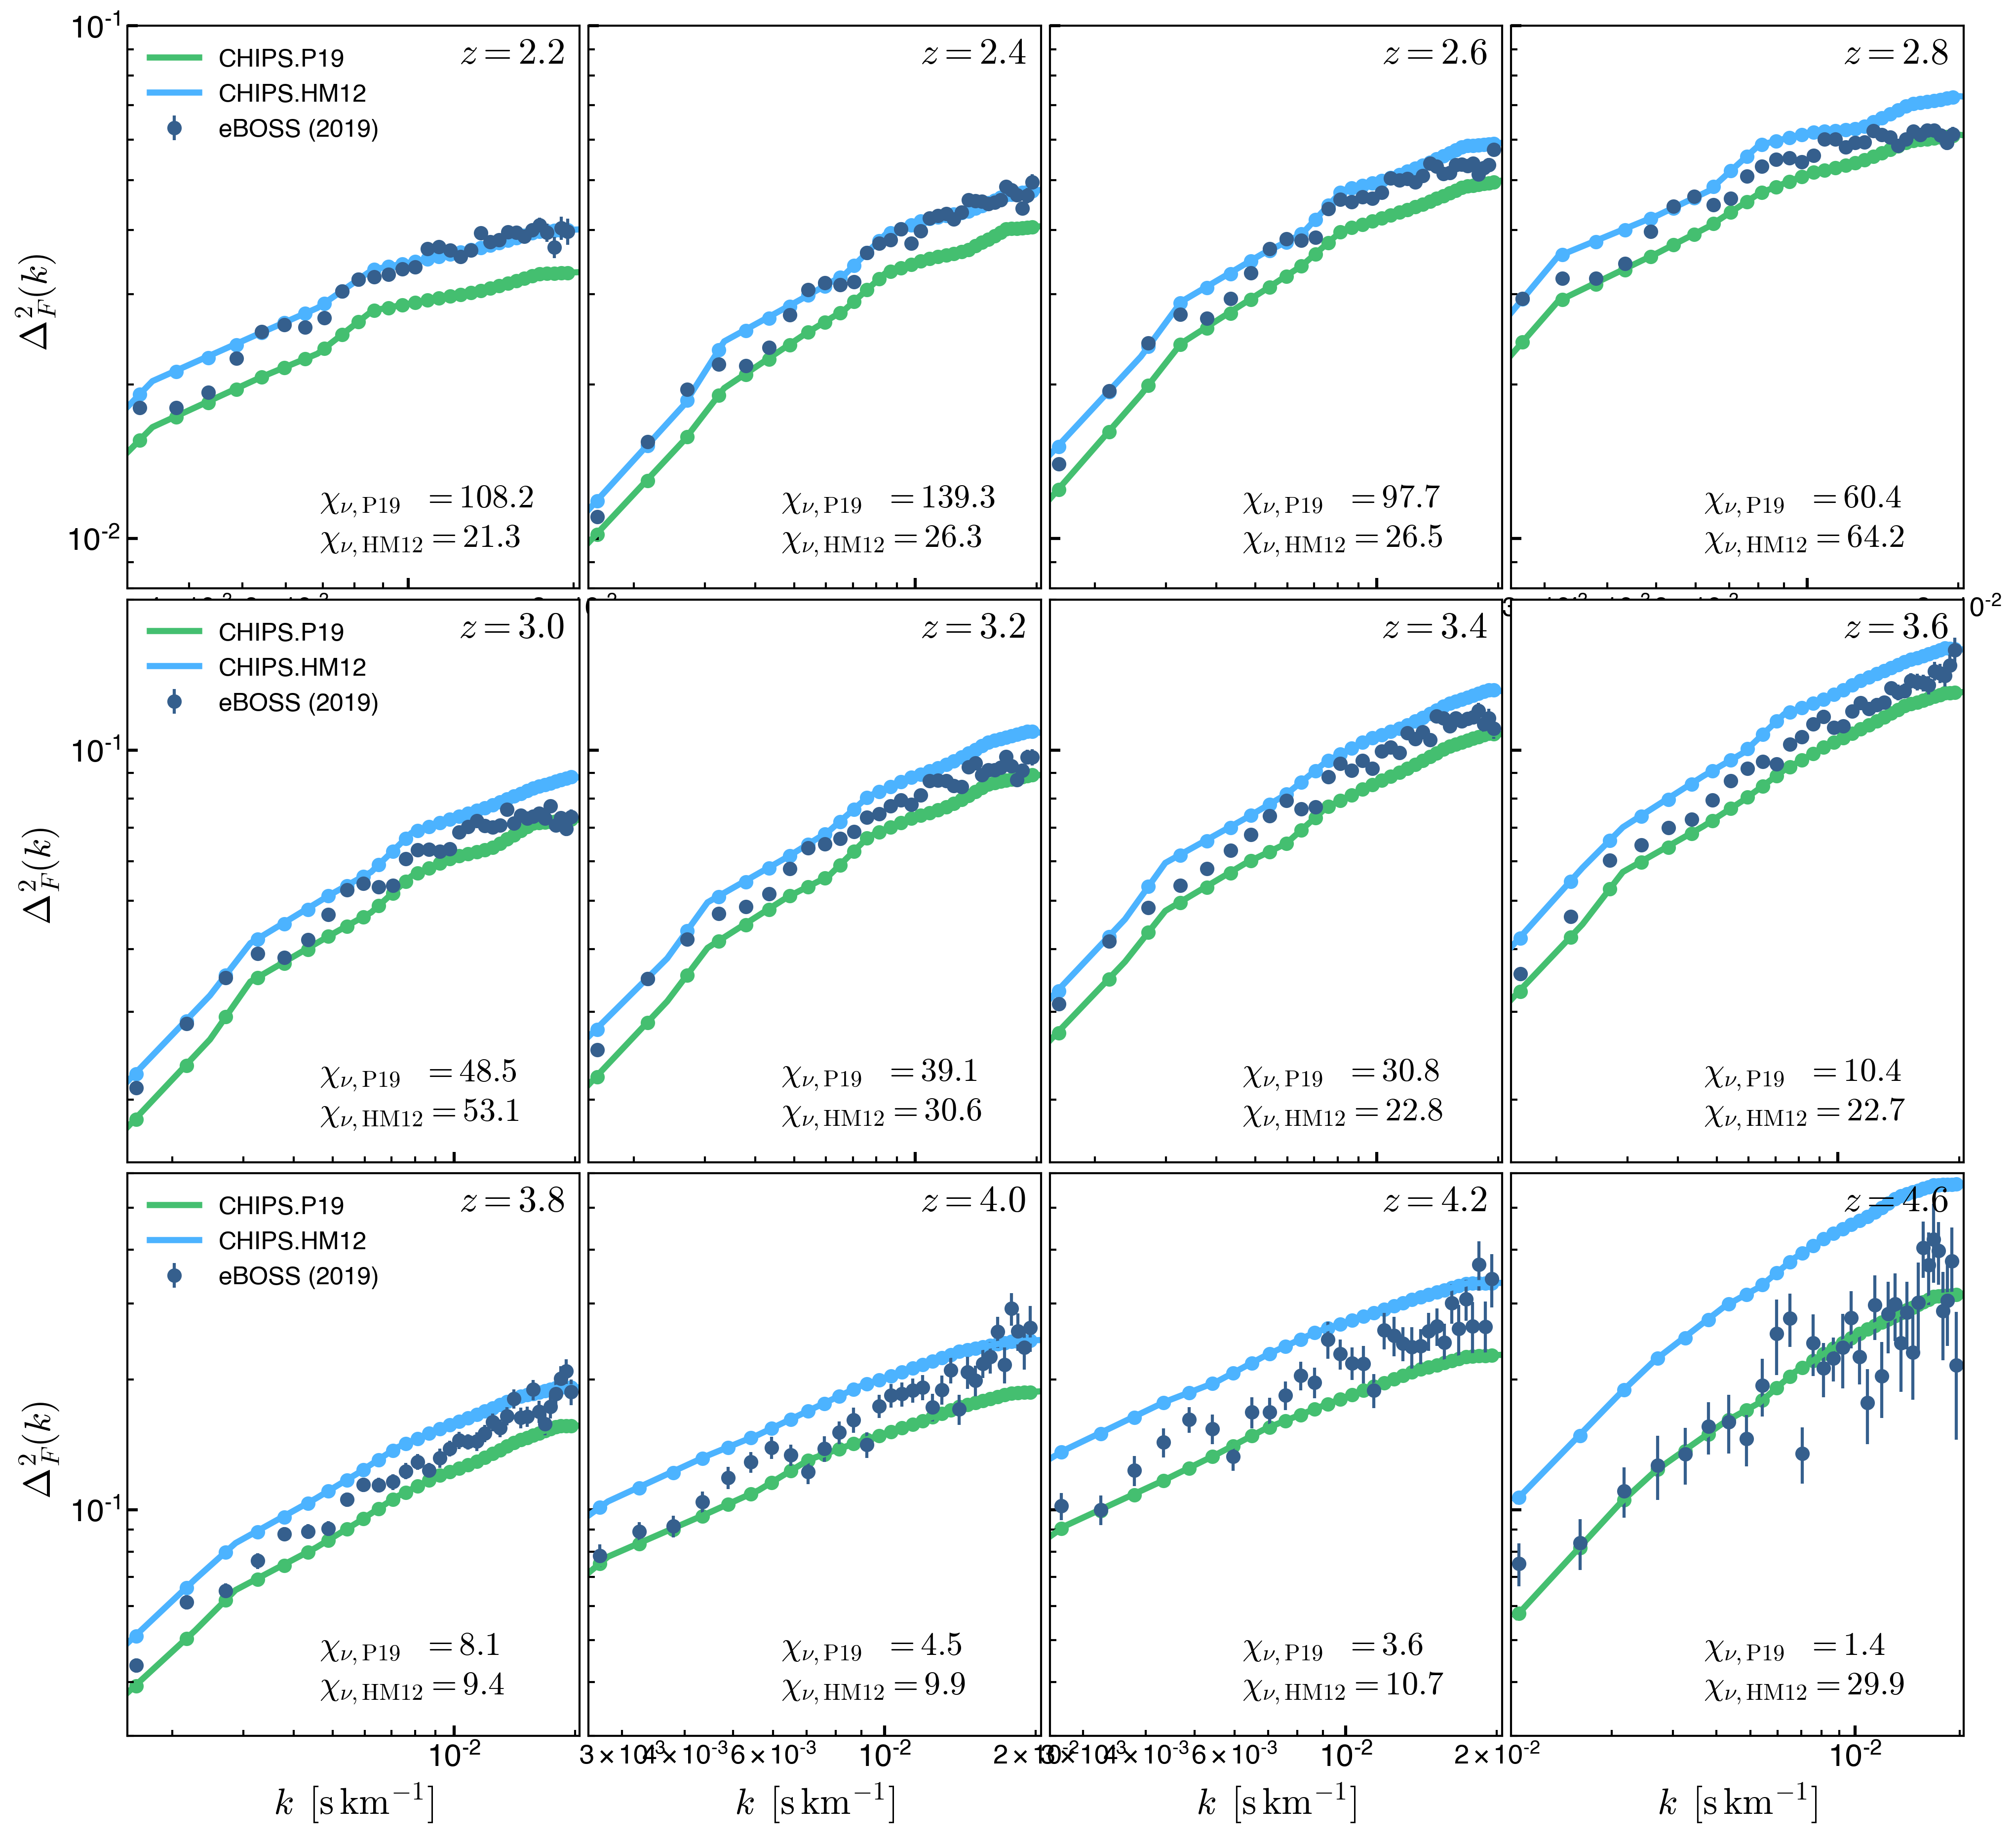 10⁻¹
CHIPS.P19
CHIPS.HM12
eBOSS (2019)
z = 2.2
z = 2.4
z = 2.6
z = 2.8
Δ²_F(k)
χ_ν, P19 = 108.2
χ_ν, HM12 = 21.3
χ_ν, P19 = 139.3
χ_ν, HM12 = 26.3
χ_ν, P19 = 97.7
χ_ν, HM12 = 26.5
χ_ν, P19 = 60.4
χ_ν, HM12 = 64.2
10⁻²
CHIPS.P19
CHIPS.HM12
eBOSS (2019)
z = 3.0
z = 3.2
z = 3.4
z = 3.6
10⁻¹
Δ²_F(k)
χ_ν, P19 = 48.5
χ_ν, HM12 = 53.1
χ_ν, P19 = 39.1
χ_ν, HM12 = 30.6
χ_ν, P19 = 30.8
χ_ν, HM12 = 22.8
χ_ν, P19 = 10.4
χ_ν, HM12 = 22.7
CHIPS.P19
CHIPS.HM12
eBOSS (2019)
z = 3.8
z = 4.0
z = 4.2
z = 4.6
Δ²_F(k)
10⁻¹
χ_ν, P19 = 8.1
χ_ν, HM12 = 9.4
χ_ν, P19 = 4.5
χ_ν, HM12 = 9.9
χ_ν, P19 = 3.6
χ_ν, HM12 = 10.7
χ_ν, P19 = 1.4
χ_ν, HM12 = 29.9
10⁻²
6×10⁻³
10⁻²
6×10⁻³
10⁻²
2×10⁻²
10⁻²
k [s km⁻¹]
k [s km⁻¹]
k [s km⁻¹]
k [s km⁻¹]